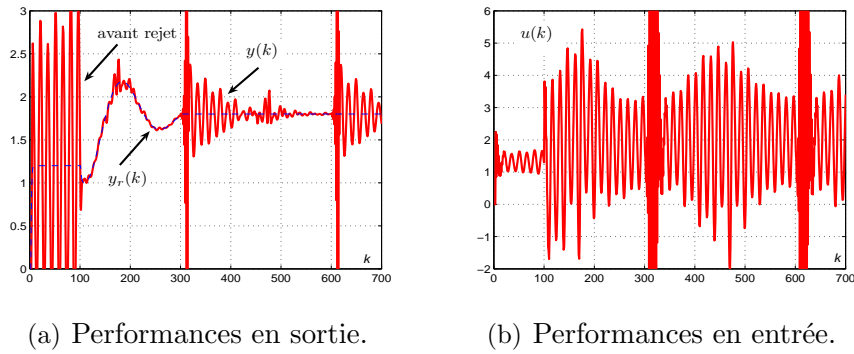 3
2.5
2
1.5
1
0.5
0
0 100 200 300 400 500 600 700
avant rejet
y(k)
y_r(k)
k
(a) Performances en sortie.
6
5
4
3
2
1
0
−1
−2
0 100 200 300 400 500 600 700
u(k)
k
(b) Performances en entrée.